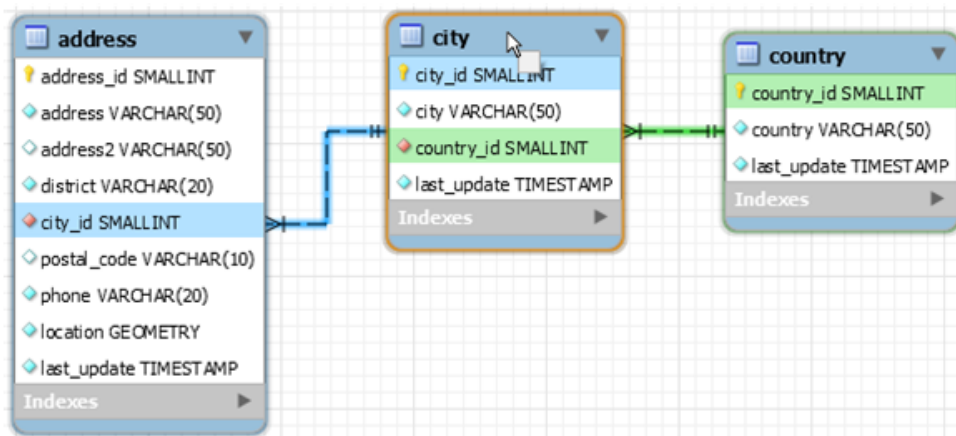 address
address_id SMALLINT
address VARCHAR(50)
address2 VARCHAR(50)
district VARCHAR(20)
city_id SMALLINT
postal_code VARCHAR(10)
phone VARCHAR(20)
location GEOMETRY
last_update TIMESTAMP
Indexes
city
city_id SMALLINT
city VARCHAR(50)
country_id SMALLINT
last_update TIMESTAMP
Indexes
country
country_id SMALLINT
country VARCHAR(50)
last_update TIMESTAMP
Indexes